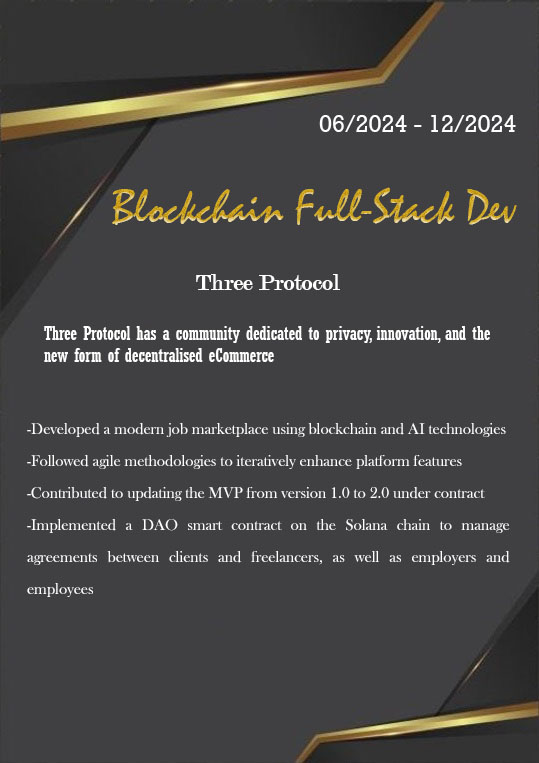 06/2024 - 12/2024
Blockchain Full-Stack Dev
Three Protocol
Three Protocol has a community dedicated to privacy, innovation, and the
new form of decentralised eCommerce
-Developed a modern job marketplace using blockchain and AI technologies
-Followed agile methodologies to iteratively enhance platform features
-Contributed to updating the MVP from version 1.0 to 2.0 under contract
-Implemented a DAO smart contract on the Solana chain to manage
agreements between clients and freelancers, as well as employers and
employees